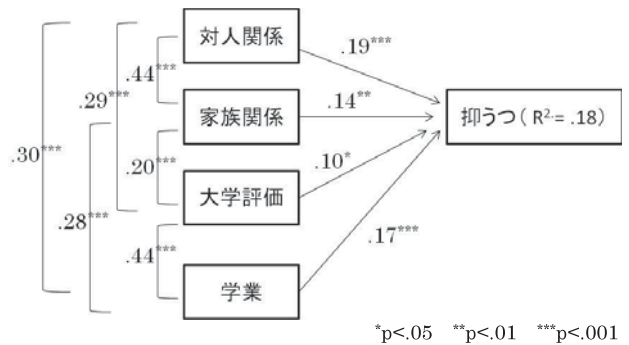 対人関係
.19***
.44***
.29***
家族関係
.14**
抑うつ( R²= .18)
.30***
.20***
大学評価
.10*
.28***
.44***
.17***
学業
*p<.05 **p<.01 ***p<.001